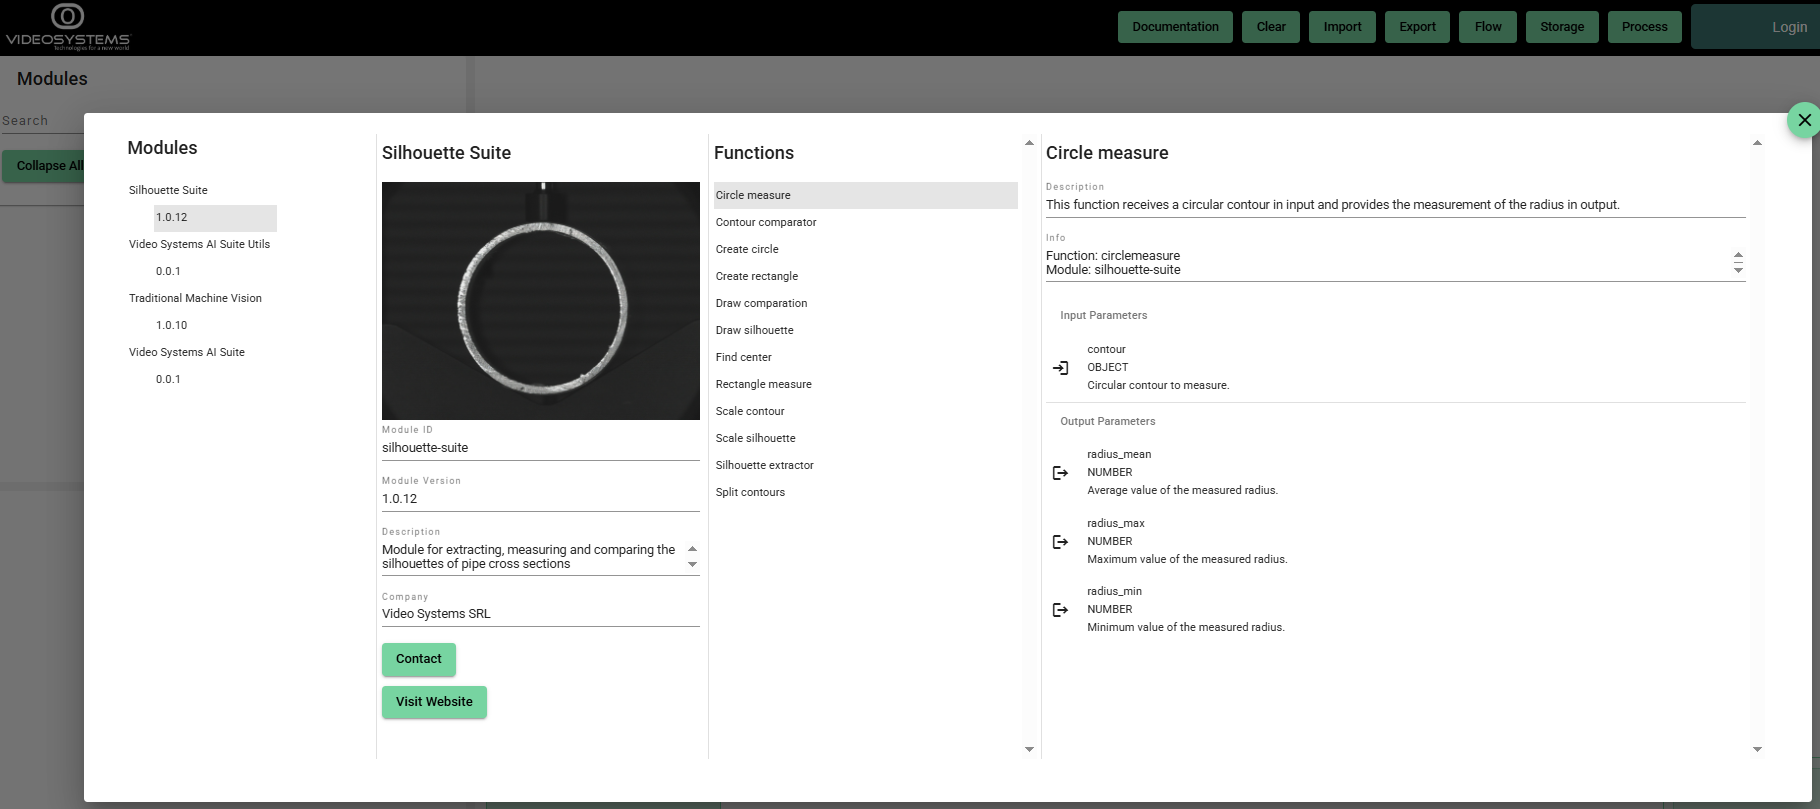 VIDEOSYSTEMS
Technologies for a new world
Documentation
Clear
Import
Export
Flow
Storage
Process
Login
Modules
Search
Collapse All
Modules
Silhouette Suite
1.0.12
Video Systems AI Suite Utils
0.0.1
Traditional Machine Vision
1.0.10
Video Systems AI Suite
0.0.1
Silhouette Suite
Module ID
silhouette-suite
Module Version
1.0.12
Description
Module for extracting, measuring and comparing the
silhouettes of pipe cross sections
Company
Video Systems SRL
Contact
Visit Website
Functions
Circle measure
Contour comparator
Create circle
Create rectangle
Draw comparation
Draw silhouette
Find center
Rectangle measure
Scale contour
Scale silhouette
Silhouette extractor
Split contours
Circle measure
Description
This function receives a circular contour in input and provides the measurement of the radius in output.
Info
Function: circlemeasure
Module: silhouette-suite
Input Parameters
contour
OBJECT
Circular contour to measure.
Output Parameters
radius_mean
NUMBER
Average value of the measured radius.
radius_max
NUMBER
Maximum value of the measured radius.
radius_min
NUMBER
Minimum value of the measured radius.